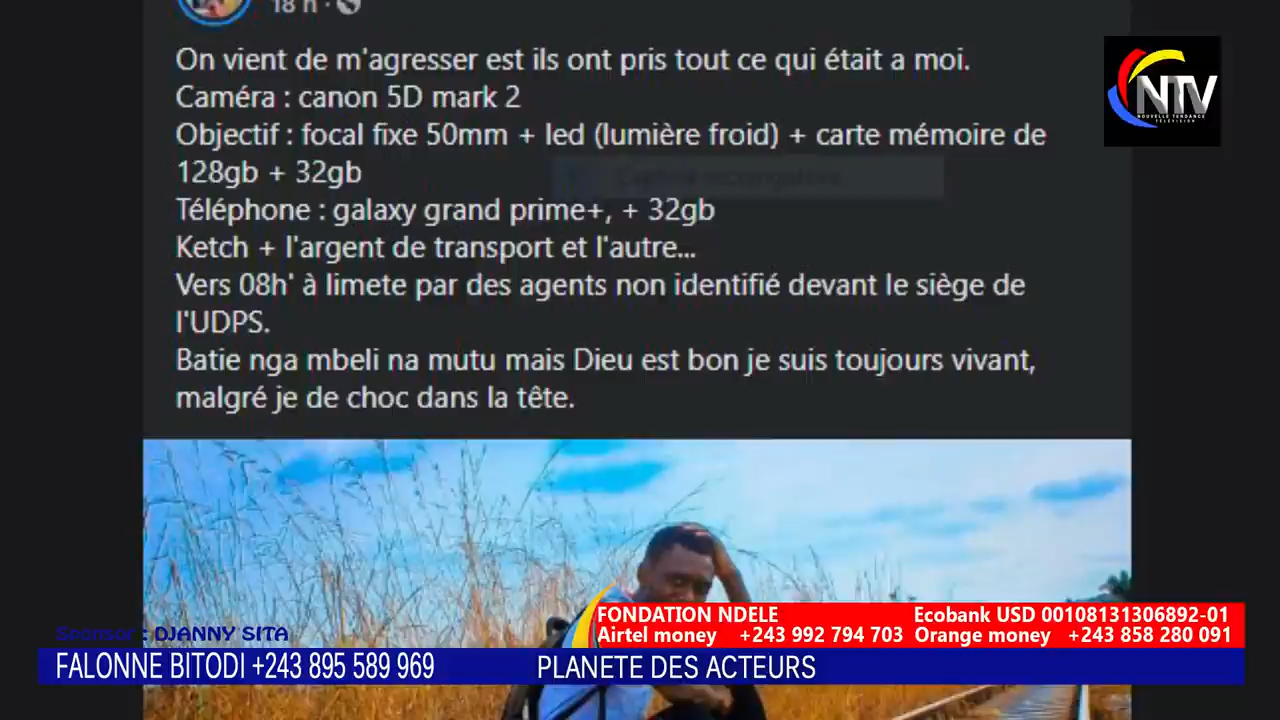 18 h ·
On vient de m'agresser est ils ont pris tout ce qui était a moi.
Caméra : canon 5D mark 2
Objectif : focal fixe 50mm + led (lumière froid) + carte mémoire de
128gb + 32gb
Téléphone : galaxy grand prime+, + 32gb
Ketch + l'argent de transport et l'autre...
Vers 08h' à limete par des agents non identifié devant le siège de
l'UDPS.
Batie nga mbeli na mutu mais Dieu est bon je suis toujours vivant,
malgré je de choc dans la tête.
NTV
NOUVELLE TENDANCE
TÉLÉVISION
FONDATION NDELE Ecobank USD 00108131306892-01
Airtel money +243 992 794 703 Orange money +243 858 280 091
Sponsor : DJANNY SITA
FALONNE BITODI +243 895 589 969 PLANETE DES ACTEURS